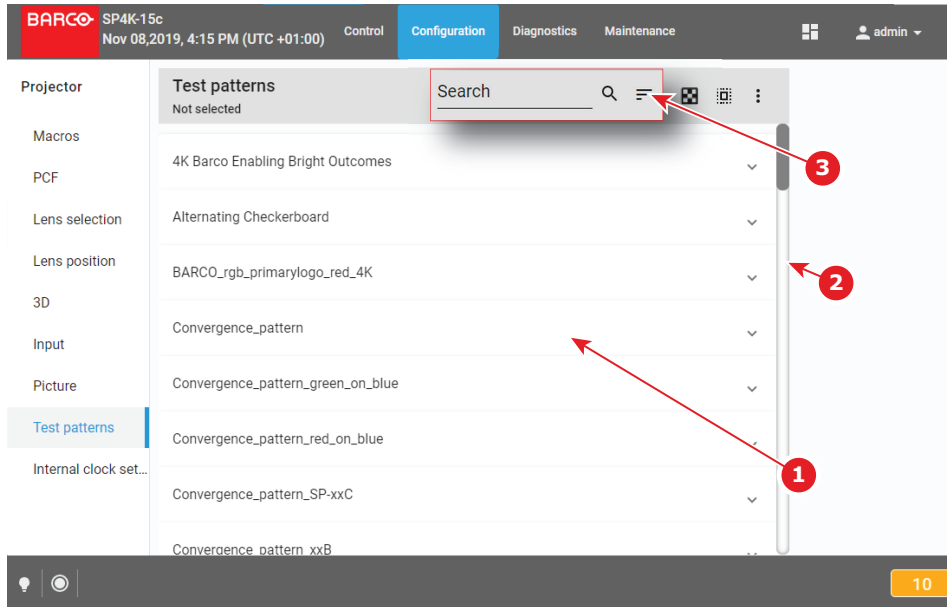 BARCO
SP4K-15c
Nov 08,2019, 4:15 PM (UTC +01:00)
Control
Configuration
Diagnostics
Maintenance
admin
Projector
Macros
PCF
Lens selection
Lens position
3D
Input
Picture
Test patterns
Internal clock set...
Test patterns
Not selected
Search
4K Barco Enabling Bright Outcomes
Alternating Checkerboard
BARCO_rgb_primarylogo_red_4K
Convergence_pattern
Convergence_pattern_green_on_blue
Convergence_pattern_red_on_blue
Convergence_pattern_SP-xxC
Convergence_pattern_xxB
3
2
1
10